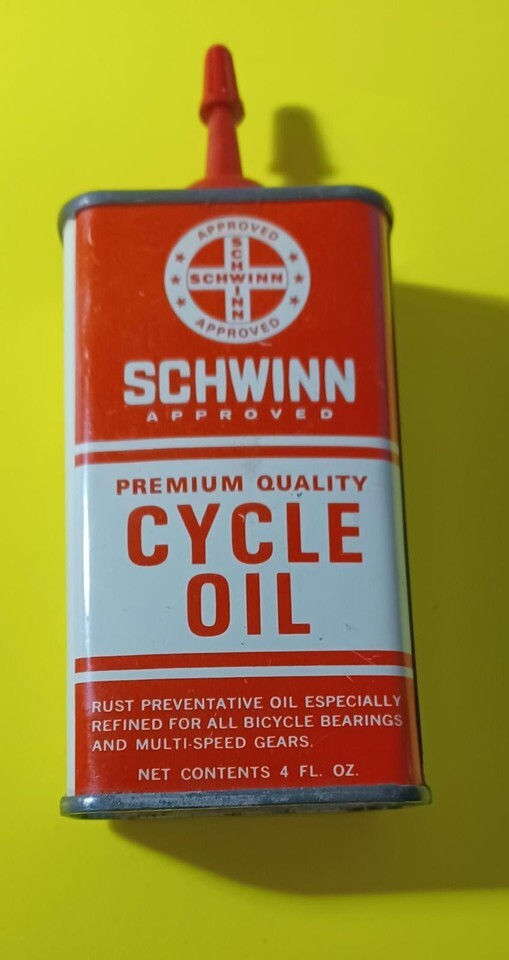 APPROVED
SCHWINN
SCHWINN
APPROVED
SCHWINN
APPROVED
PREMIUM QUALITY
CYCLE
OIL
RUST PREVENTATIVE OIL ESPECIALLY
REFINED FOR ALL BICYCLE BEARINGS
AND MULTI-SPEED GEARS.
NET CONTENTS 4 FL. OZ.